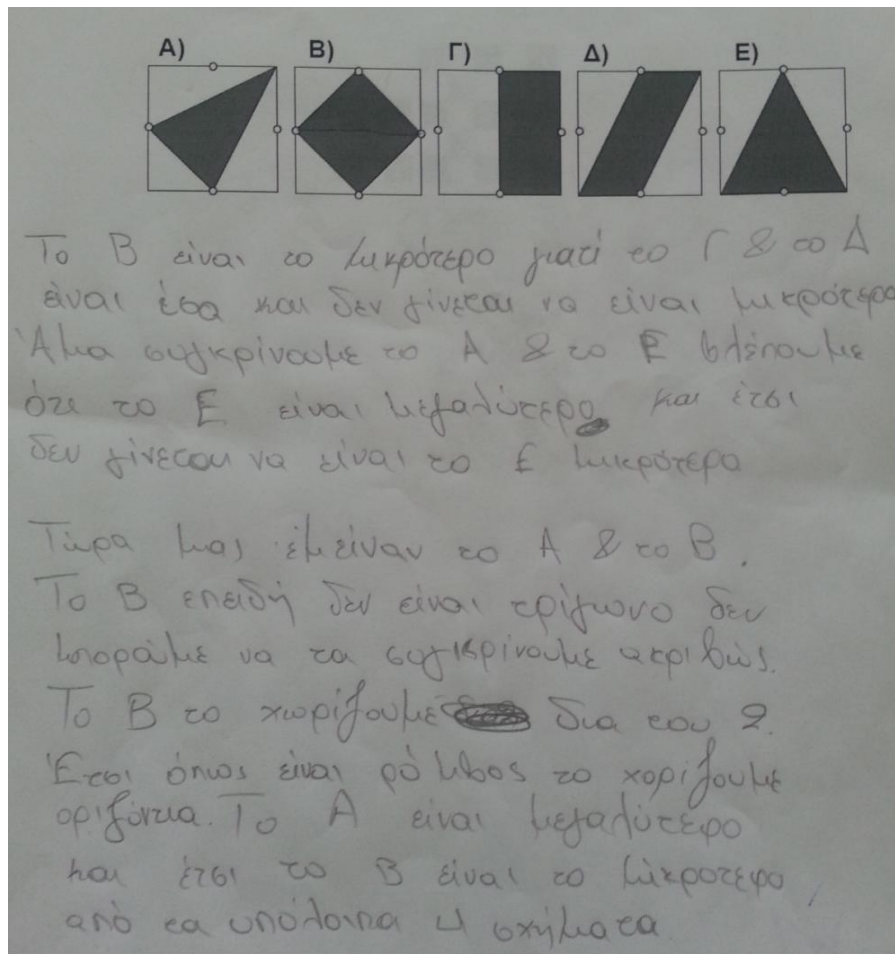 Α) Β) Γ) Δ) Ε)
Το Β είναι το μικρότερο γιατί το Γ & το Δ
είναι ίσα και δεν γίνεται να είναι μικρότερα
Άμα συγκρίνουμε το Α & το Ε βλέπουμε
ότι το Ε είναι μεγαλύτερο και έτσι
δεν γίνεται να είναι το Ε μικρότερο
Τώρα μας έμειναν το Α & το Β.
Το Β επειδή δεν είναι τρίγωνο δεν
μποράμε να τα συγκρίνουμε ακριβώς.
Το Β το χωρίζουμε δια του 2.
Έτσι όπως είναι ρόμβος το χορίζουμε
οριζόντια. Το Α είναι μεγαλύτερο
και έτσι το Β είναι το μικρότερο
από τα υπόλοιπα 4 σχήματα